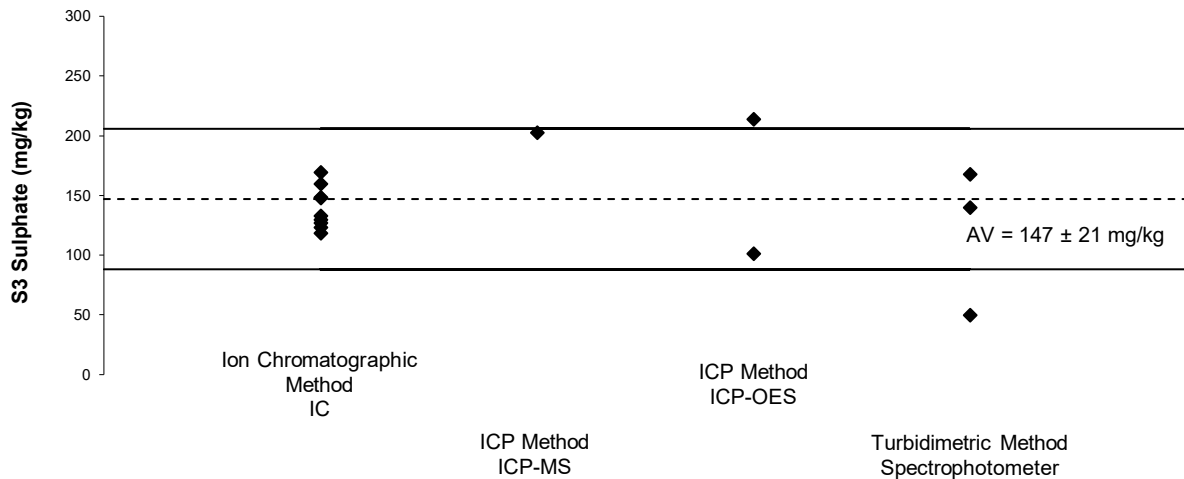 S3 Sulphate (mg/kg)
300
250
200
150
100
50
0
AV = 147 ± 21 mg/kg
Ion Chromatographic
Method
IC
ICP Method
ICP-MS
ICP Method
ICP-OES
Turbidimetric Method
Spectrophotometer